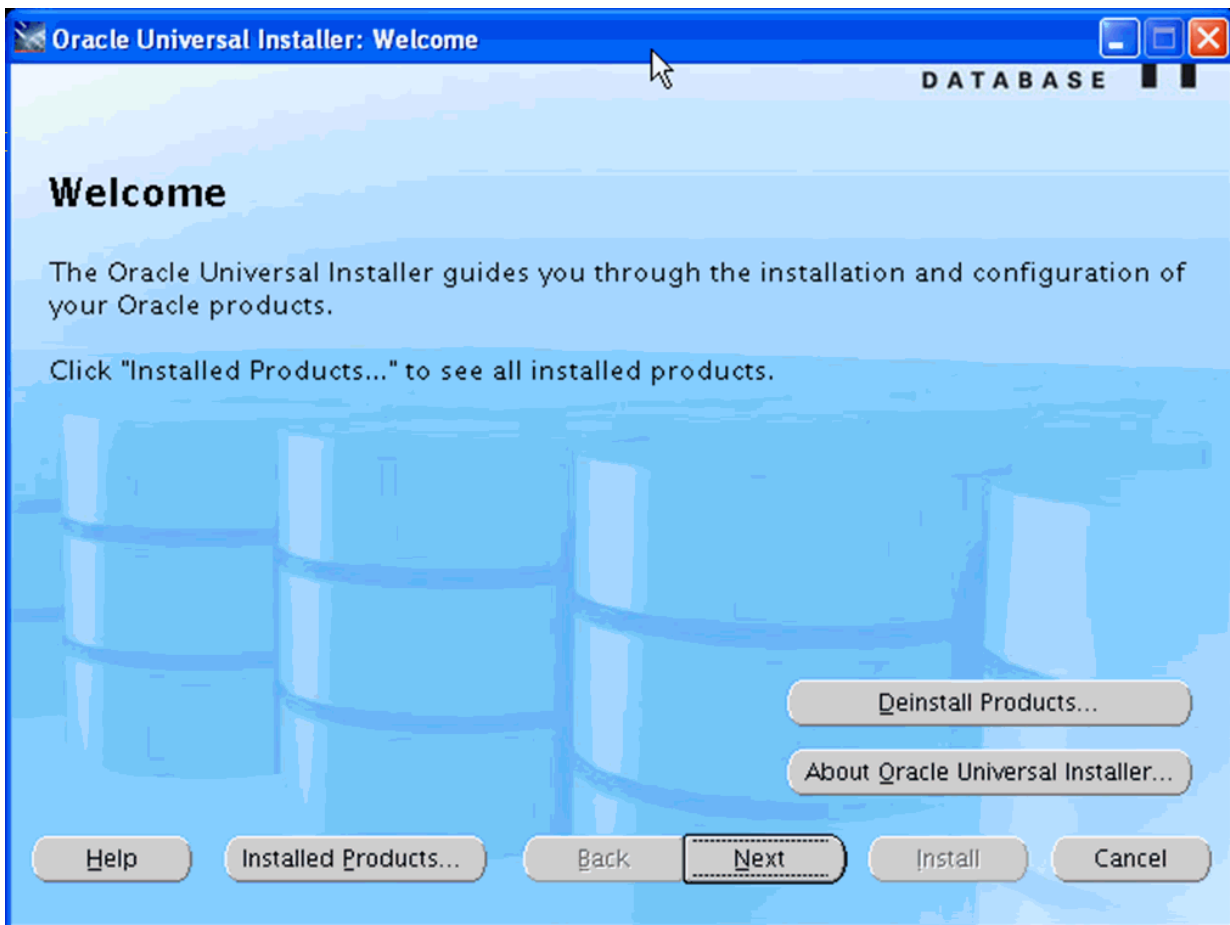 Oracle Universal Installer: Welcome
DATABASE
Welcome
The Oracle Universal Installer guides you through the installation and configuration of
your Oracle products.
Click "Installed Products..." to see all installed products.
Deinstall Products...
About Oracle Universal Installer...
Help Installed Products... Back Next Install Cancel